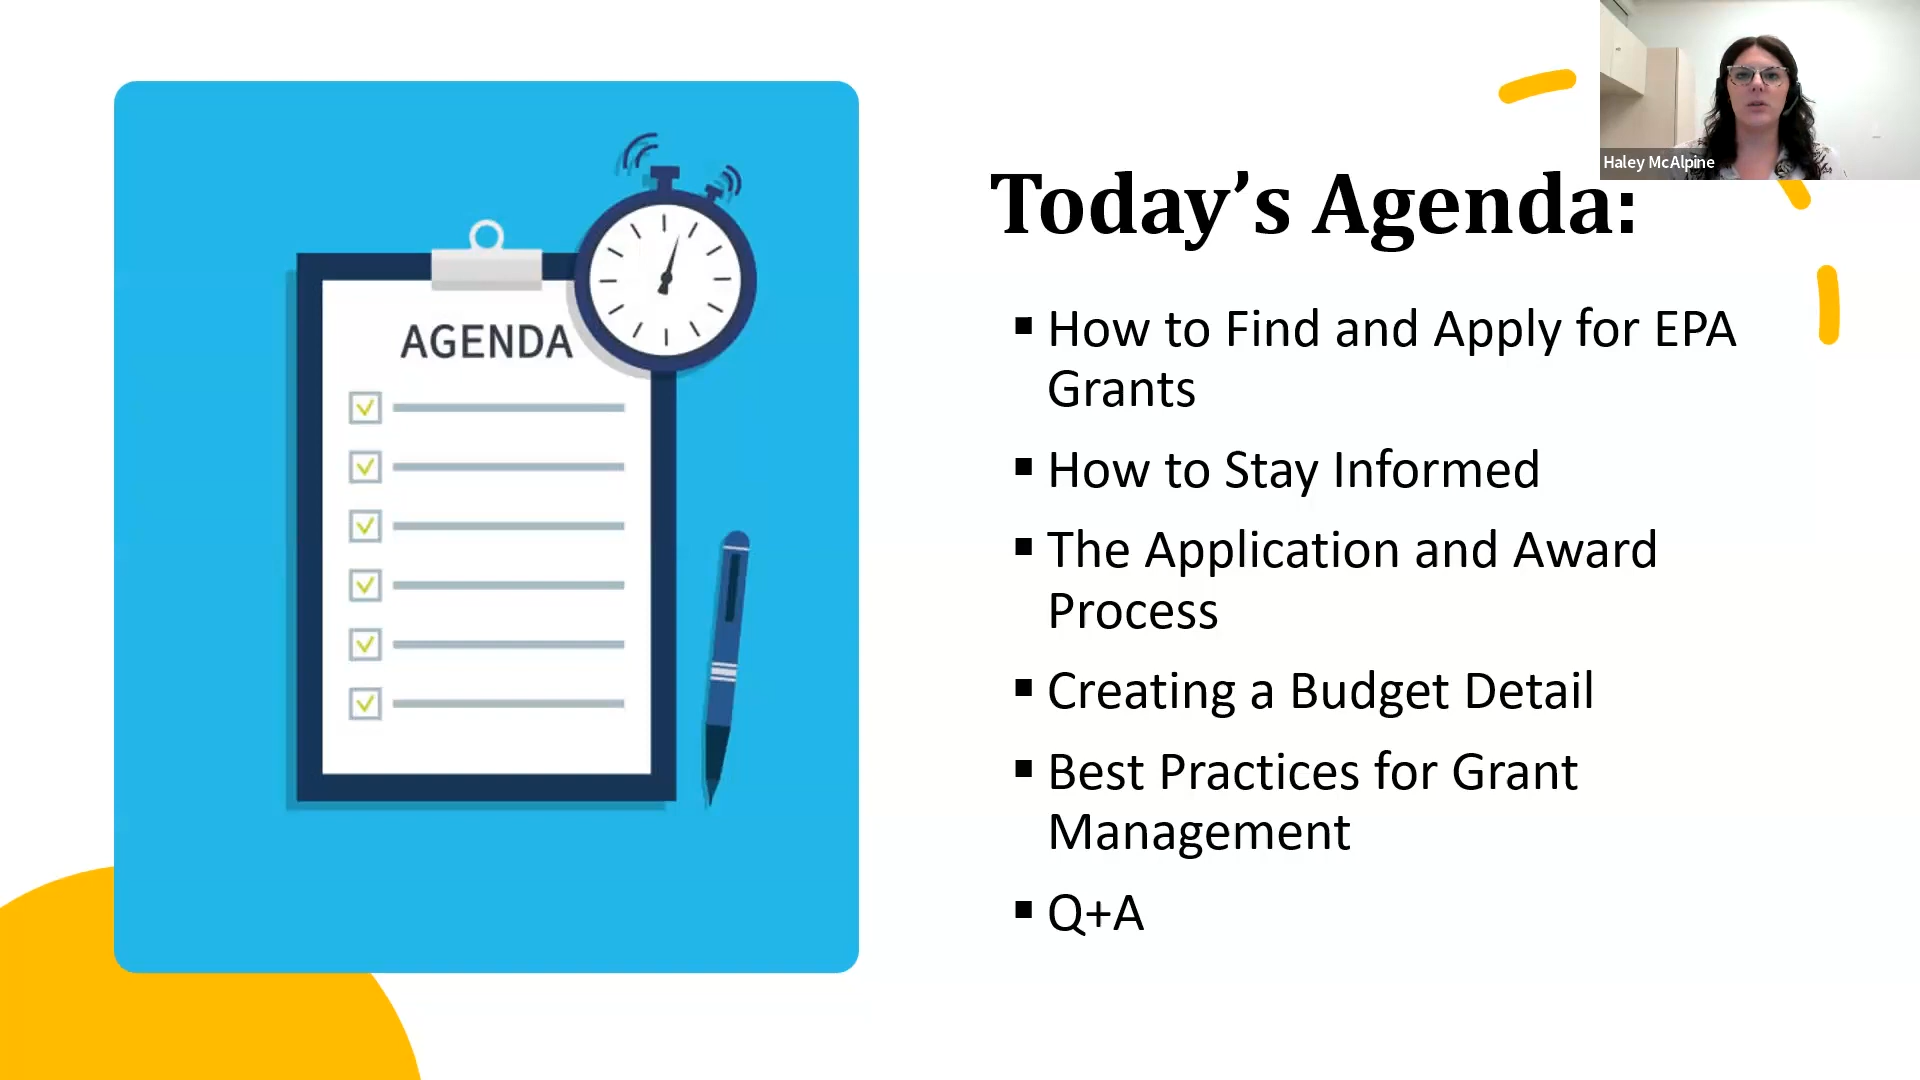 Haley McAlpine
Today’s Agenda:
AGENDA
▪ How to Find and Apply for EPA
Grants
▪ How to Stay Informed
▪ The Application and Award
Process
▪ Creating a Budget Detail
▪ Best Practices for Grant
Management
▪ Q+A